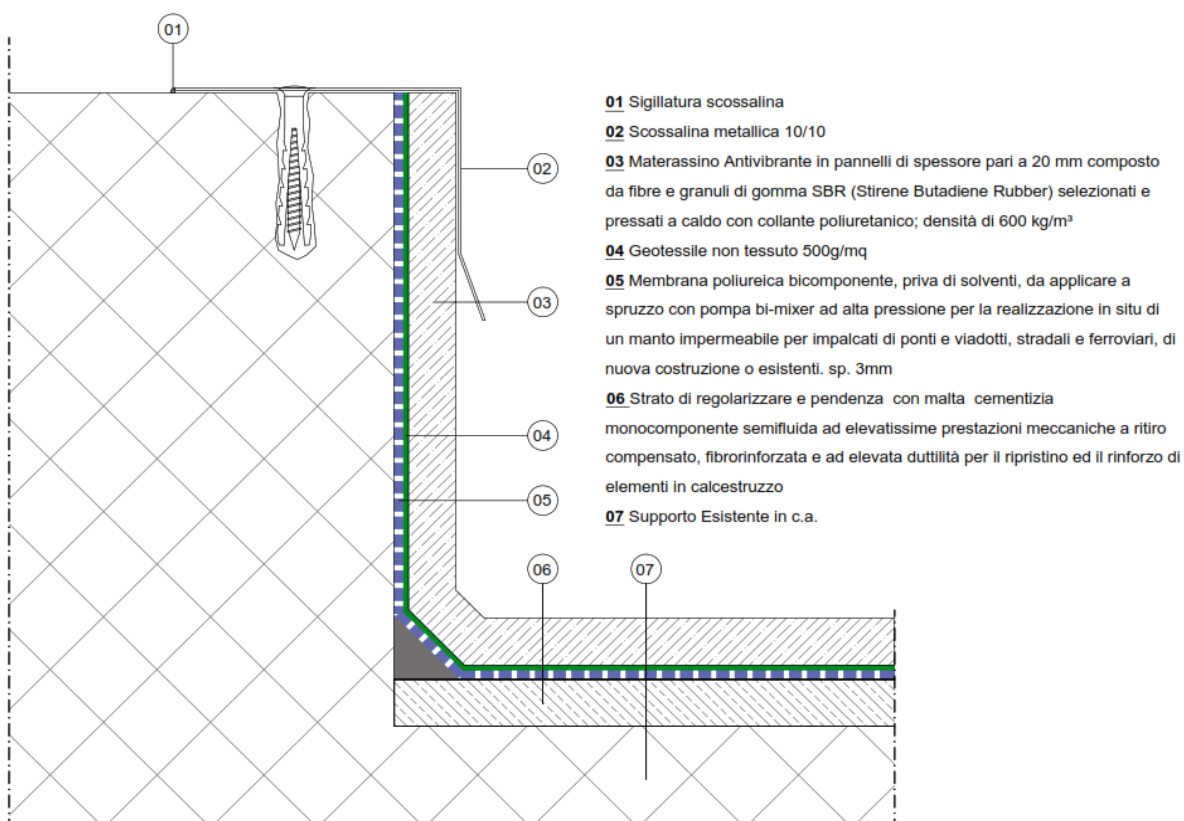 01
01 Sigillatura scossalina
02 Scossalina metallica 10/10
03 Materassino Antivibrante in pannelli di spessore pari a 20 mm composto
da fibre e granuli di gomma SBR (Stirene Butadiene Rubber) selezionati e
pressati a caldo con collante poliuretanico; densità di 600 kg/m³
04 Geotessile non tessuto 500g/mq
05 Membrana poliureica bicomponente, priva di solventi, da applicare a
spruzzo con pompa bi-mixer ad alta pressione per la realizzazione in situ di
un manto impermeabile per impalcati di ponti e viadotti, stradali e ferroviari, di
nuova costruzione o esistenti. sp. 3mm
06 Strato di regolarizzare e pendenza con malta cementizia
monocomponente semifluida ad elevatissime prestazioni meccaniche a ritiro
compensato, fibrorinforzata e ad elevata duttilità per il ripristino ed il rinforzo di
elementi in calcestruzzo
07 Supporto Esistente in c.a.
02
03
04
05
06
07